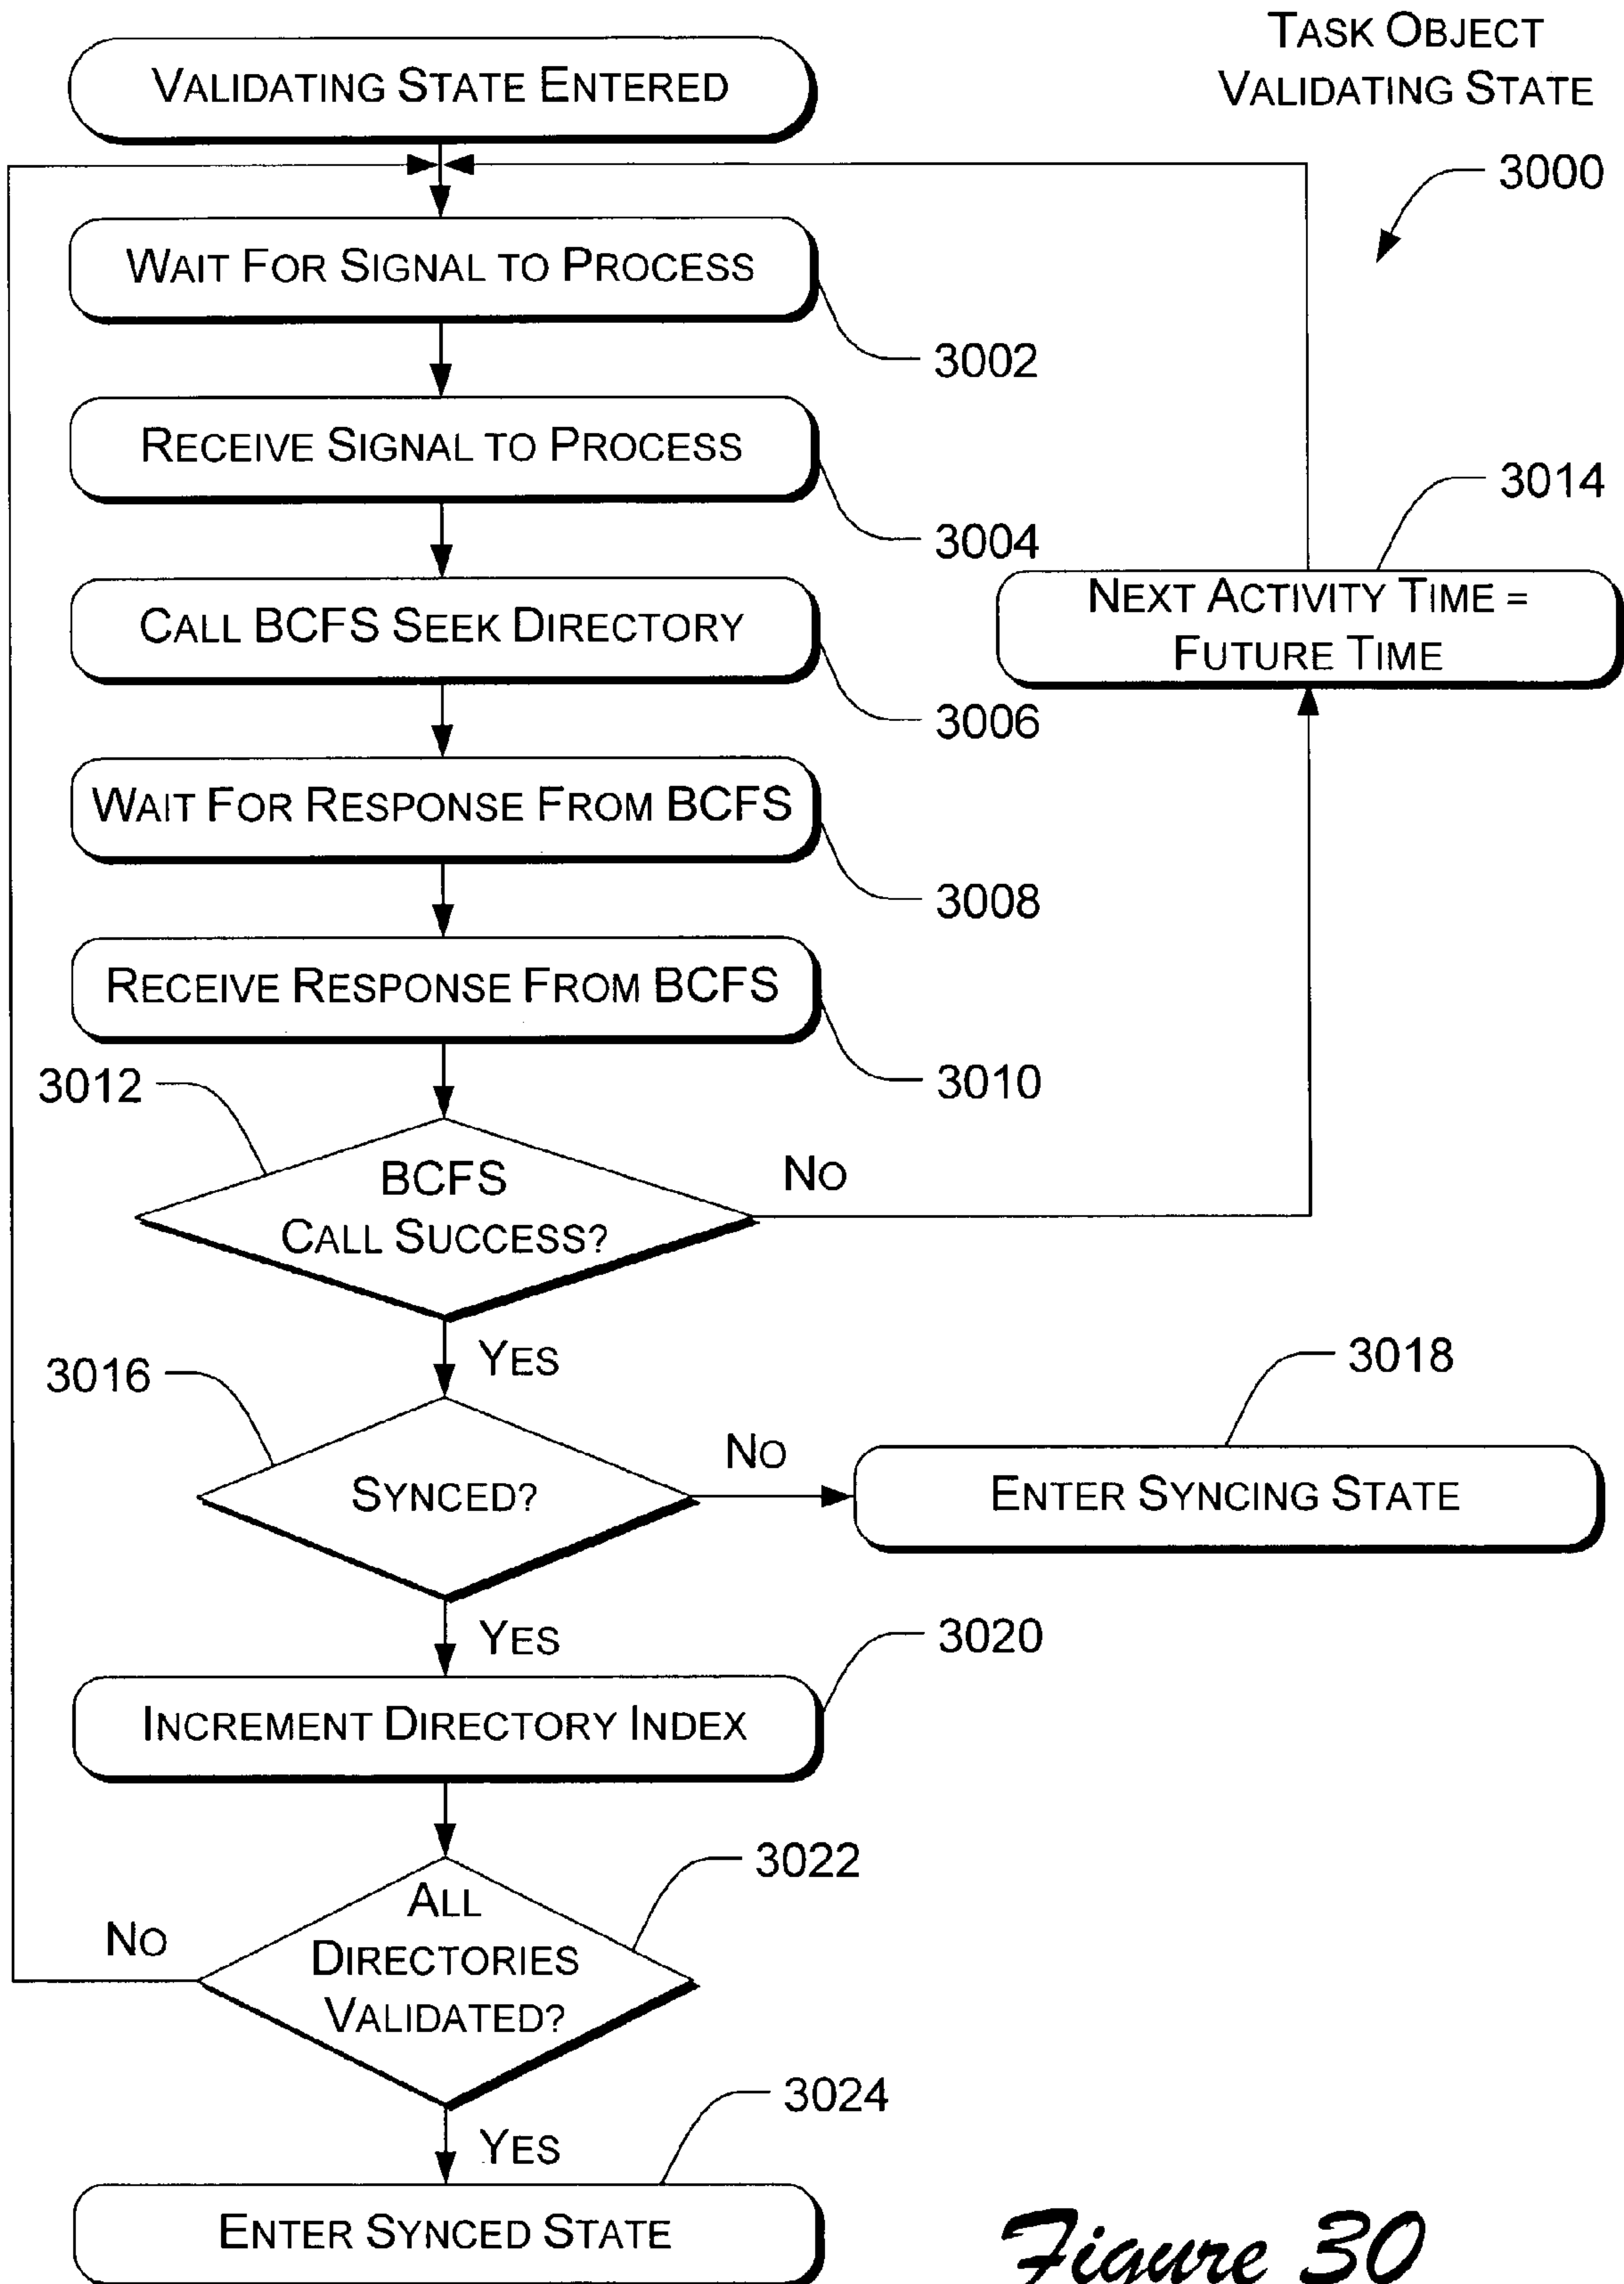 TASK OBJECT
VALIDATING STATE
3000
VALIDATING STATE ENTERED
WAIT FOR SIGNAL TO PROCESS
3002
RECEIVE SIGNAL TO PROCESS
3004
3014
NEXT ACTIVITY TIME =
FUTURE TIME
CALL BCFS SEEK DIRECTORY
3006
WAIT FOR RESPONSE FROM BCFS
3008
RECEIVE RESPONSE FROM BCFS
3010
3012
BCFS
CALL SUCCESS?
NO
YES
3016
SYNCED?
NO
3018
ENTER SYNCING STATE
YES
3020
INCREMENT DIRECTORY INDEX
3022
ALL
DIRECTORIES
VALIDATED?
NO
YES
3024
ENTER SYNCED STATE
Figure 30